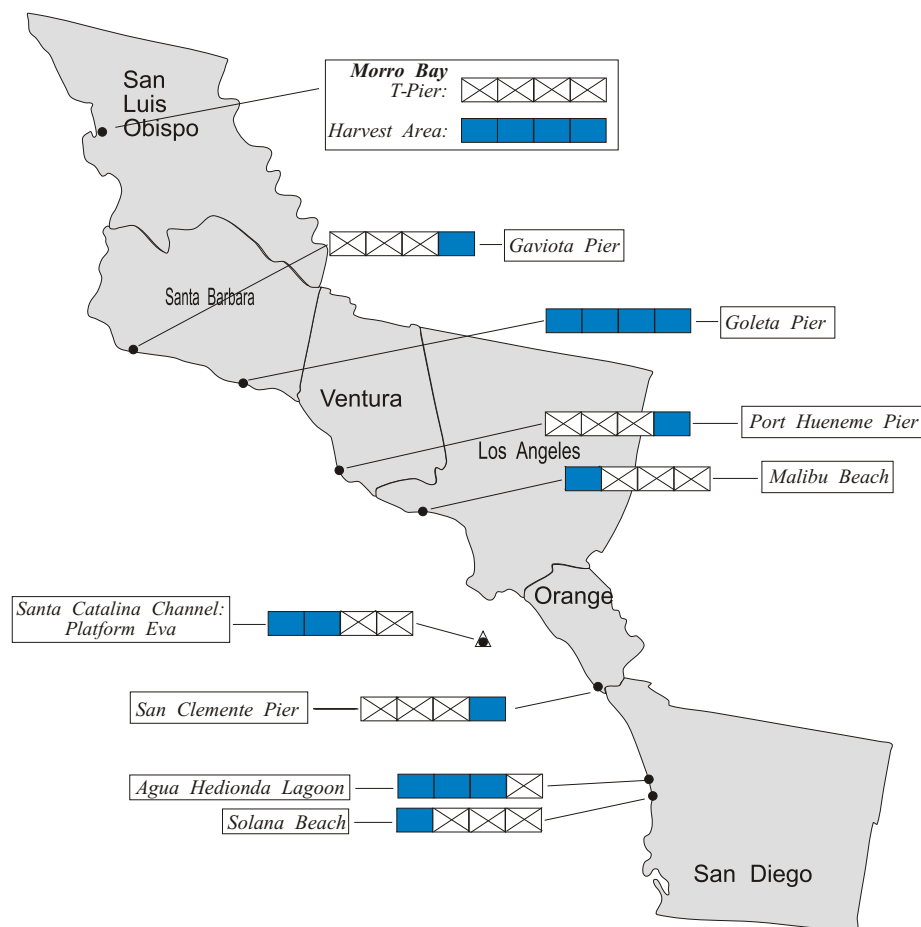 San
Luis
Obispo
Morro Bay
T-Pier:
Harvest Area:
Gaviota Pier
Santa Barbara
Goleta Pier
Ventura
Port Hueneme Pier
Los Angeles
Malibu Beach
Orange
Santa Catalina Channel:
Platform Eva
San Clemente Pier
Agua Hedionda Lagoon
Solana Beach
San Diego